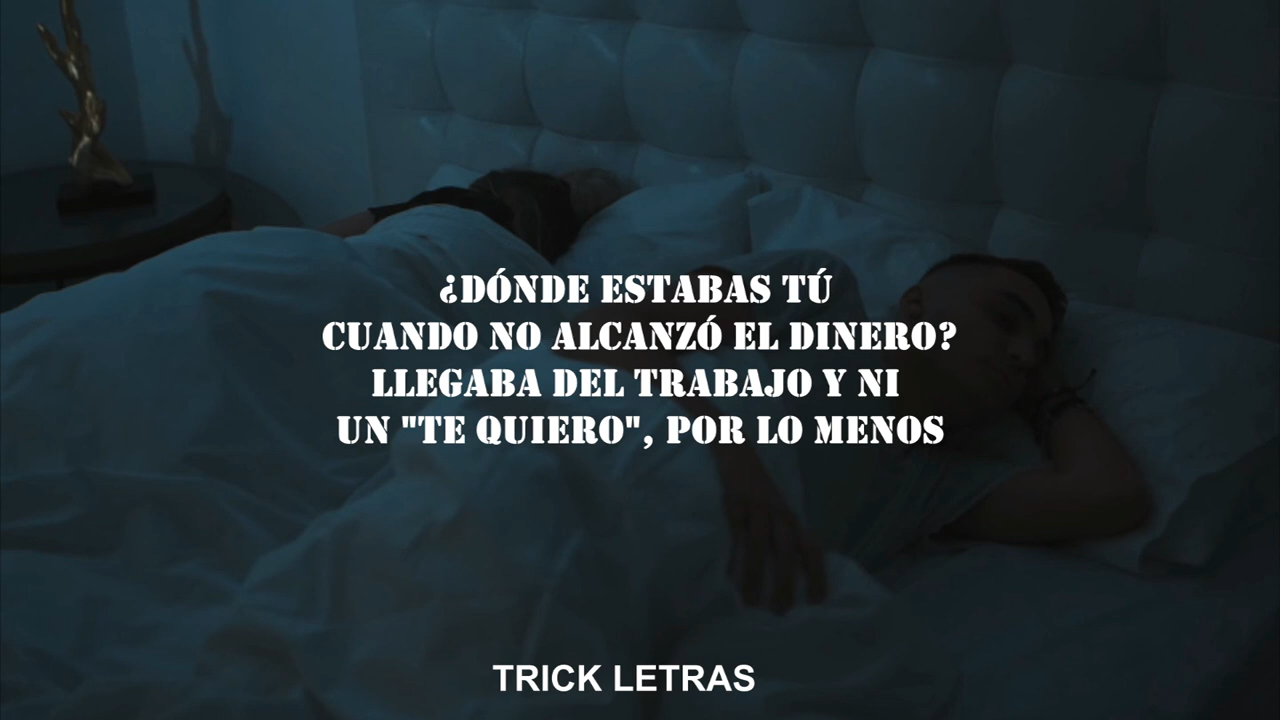 ¿DÓNDE ESTABAS TÚ
CUANDO NO ALCANZÓ EL DINERO?
LLEGABA DEL TRABAJO Y NI
UN "TE QUIERO", POR LO MENOS
TRICK LETRAS